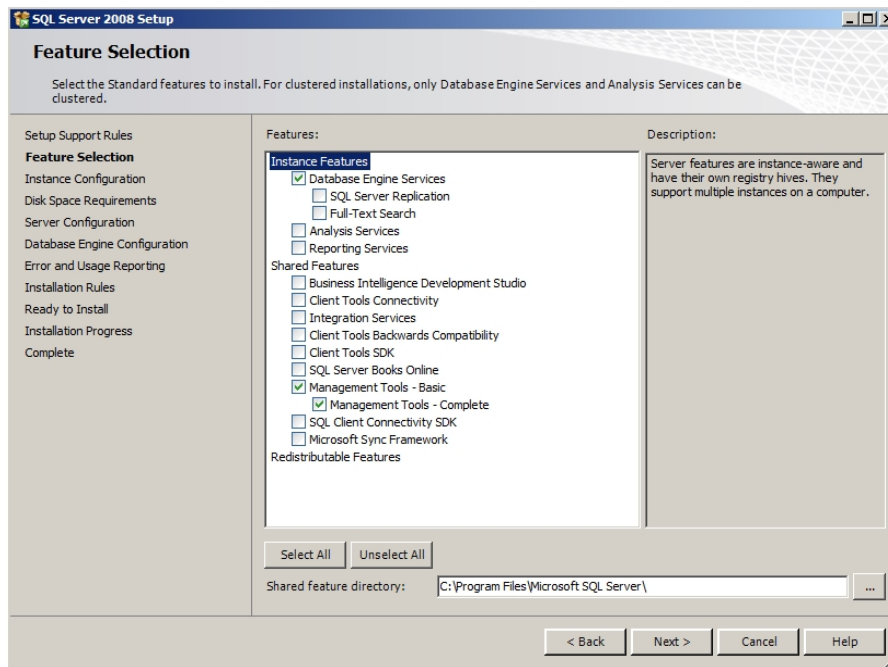 SQL Server 2008 Setup
Feature Selection
Select the Standard features to install. For clustered installations, only Database Engine Services and Analysis Services can be
clustered.
Setup Support Rules
Feature Selection
Instance Configuration
Disk Space Requirements
Server Configuration
Database Engine Configuration
Error and Usage Reporting
Installation Rules
Ready to Install
Installation Progress
Complete
Features:
Instance Features
Database Engine Services
SQL Server Replication
Full-Text Search
Analysis Services
Reporting Services
Shared Features
Business Intelligence Development Studio
Client Tools Connectivity
Integration Services
Client Tools Backwards Compatibility
Client Tools SDK
SQL Server Books Online
Management Tools - Basic
Management Tools - Complete
SQL Client Connectivity SDK
Microsoft Sync Framework
Redistributable Features
Description:
Server features are instance-aware and
have their own registry hives. They
support multiple instances on a computer.
Select All
Unselect All
Shared feature directory:
C:\Program Files\Microsoft SQL Server\
...
< Back
Next >
Cancel
Help